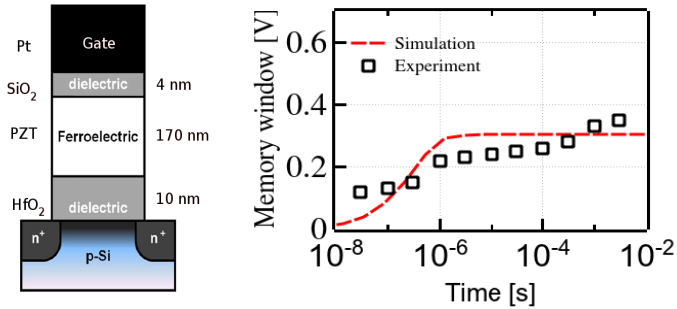 Pt
Gate
SiO2
dielectric
4 nm
PZT
Ferroelectric
170 nm
HfO2
dielectric
10 nm
n+
n+
p-Si
Memory window [V]
0.6
0.4
0.2
0
Simulation
Experiment
10-8
10-6
10-4
10-2
Time [s]